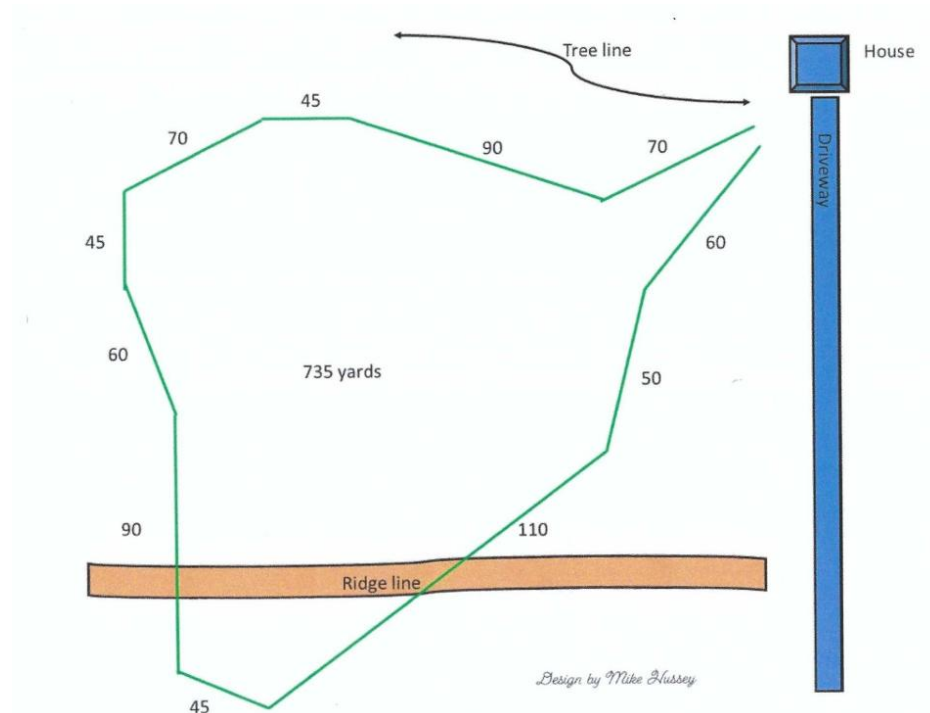 Tree line
House
45
70
90
70
Driveway
45
60
60
735 yards
50
90
110
Ridge line
Design by Mike Hussey
45